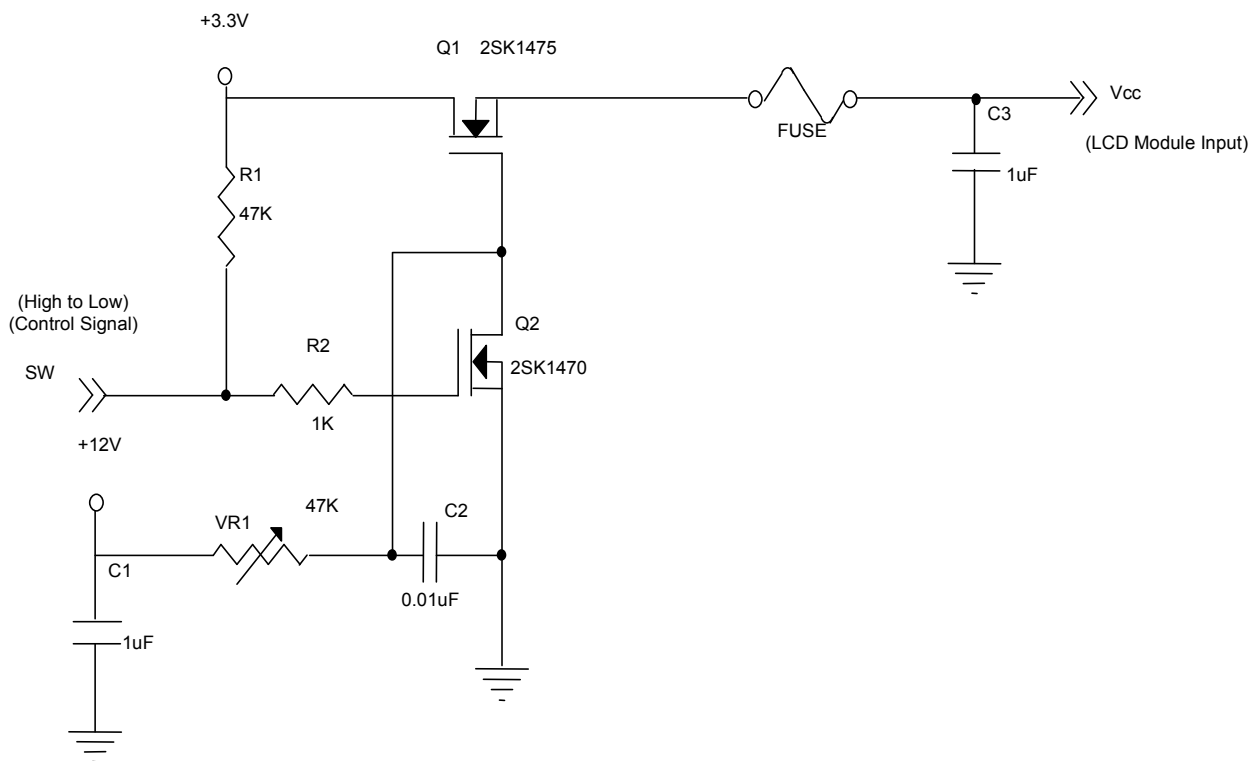 +3.3V
Q1 2SK1475
Vcc
C3
FUSE
(LCD Module Input)
R1
1uF
47K
(High to Low)
(Control Signal)
Q2
R2
2SK1470
SW
1K
+12V
47K
C2
VR1
C1
0.01uF
1uF